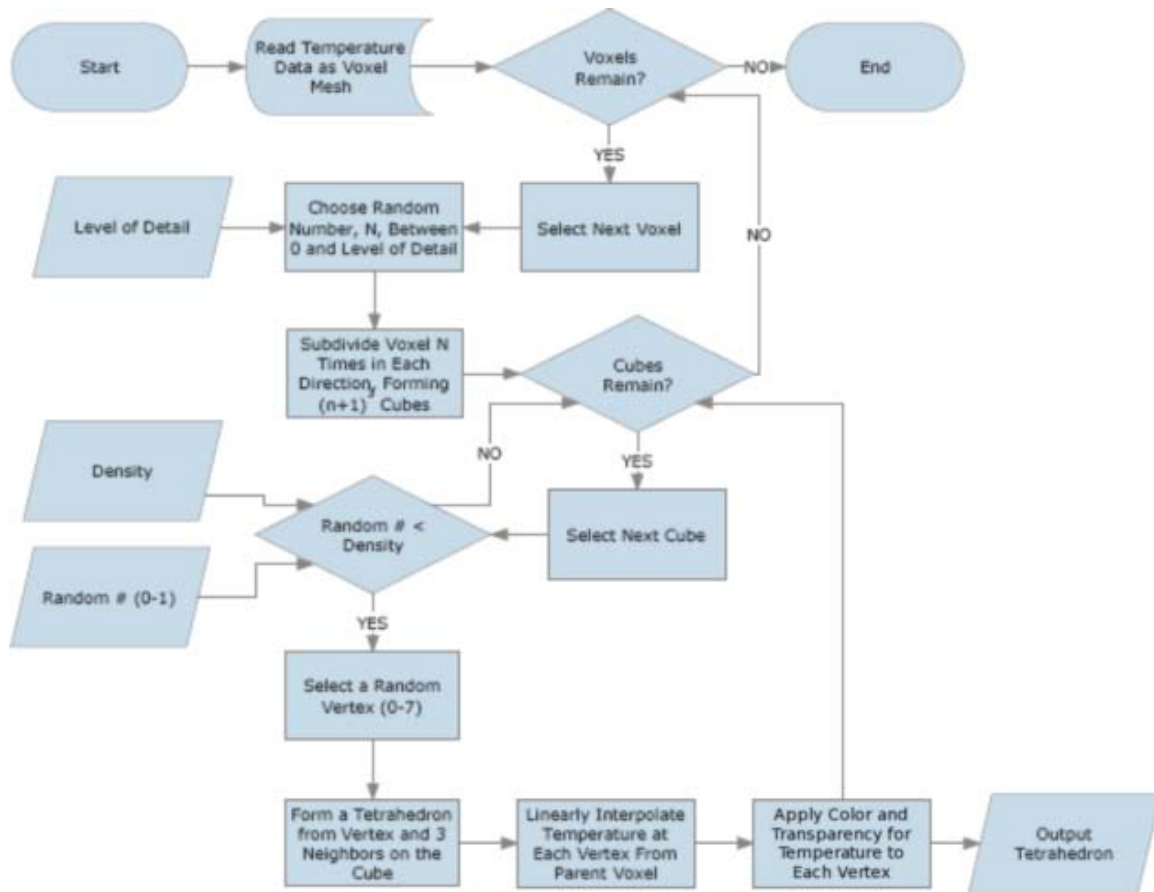 Start
Read Temperature
Data as Voxel
Mesh
Voxels
Remain?
NO
End
YES
Level of Detail
Choose Random
Number, N, Between
0 and Level of Detail
Select Next Voxel
NO
Subdivide Voxel N
Times in Each
Direction, Forming
(n+1)³ Cubes
Cubes
Remain?
NO
YES
Density
Random # <
Density
Select Next Cube
Random # (0-1)
YES
Select a Random
Vertex (0-7)
Form a Tetrahedron
from Vertex and 3
Neighbors on the
Cube
Linearly Interpolate
Temperature at
Each Vertex From
Parent Voxel
Apply Color and
Transparency for
Temperature to
Each Vertex
Output
Tetrahedron